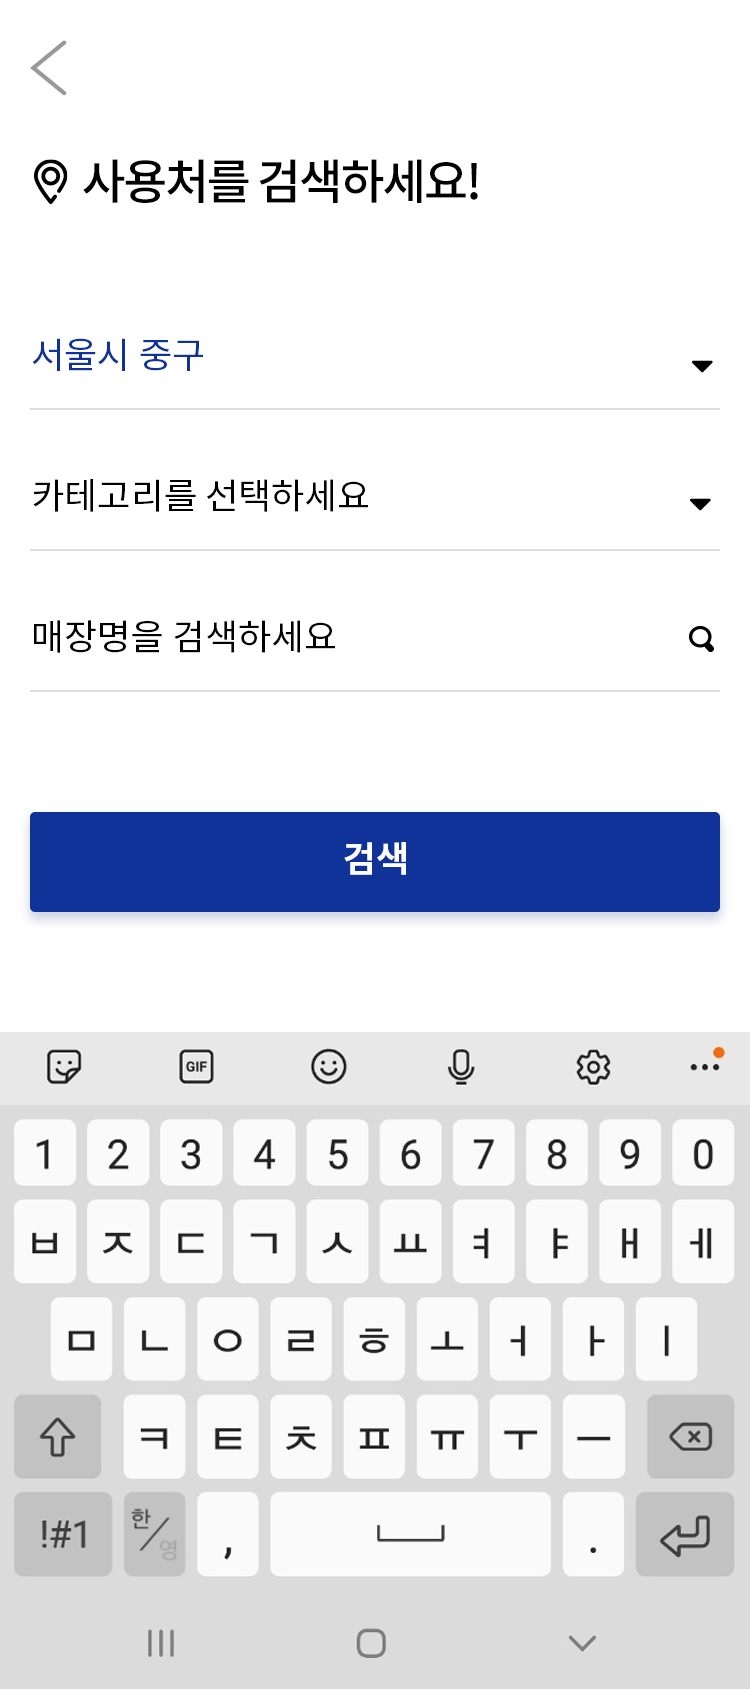 사용처를 검색하세요!
서울시 중구
카테고리를 선택하세요
매장명을 검색하세요
검색
GIF
1 2 3 4 5 6 7 8 9 0
ㅂ ㅈ ㄷ ㄱ ㅅ ㅛ ㅕ ㅑ ㅐ ㅔ
ㅁ ㄴ ㅇ ㄹ ㅎ ㅗ ㅓ ㅏ ㅣ
ㅋ ㅌ ㅊ ㅍ ㅠ ㅜ ㅡ
!#1 한/영 , .